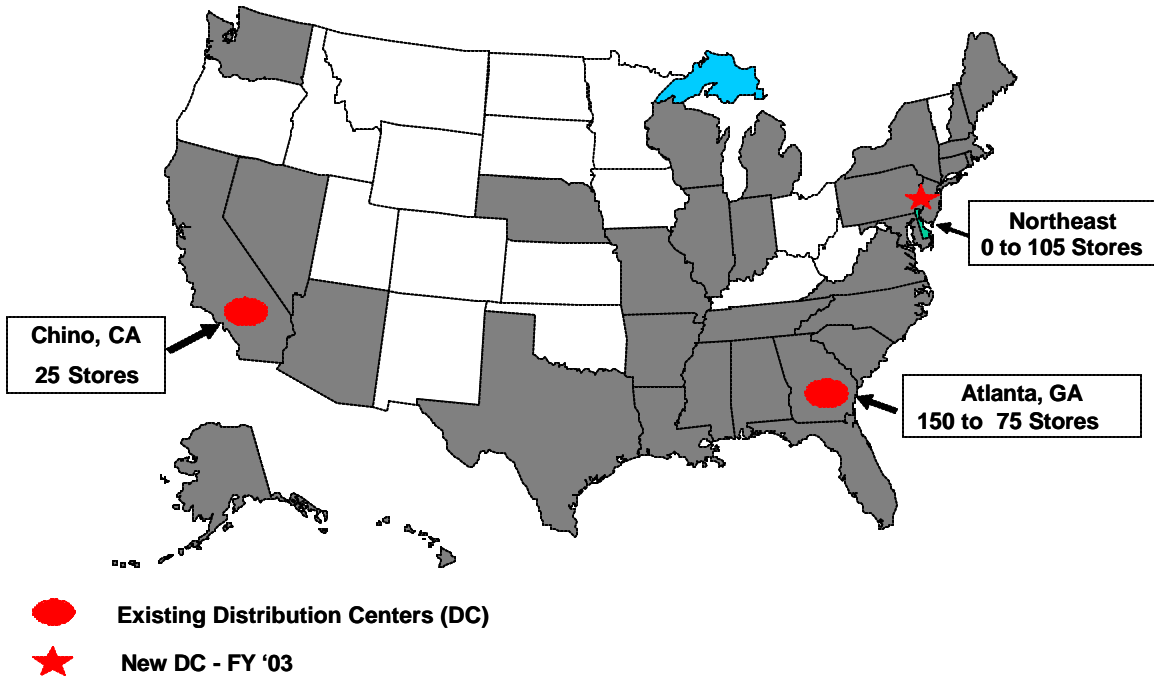 Northeast
0 to 105 Stores
Chino, CA
25 Stores
Atlanta, GA
150 to 75 Stores
Existing Distribution Centers (DC)
New DC - FY ‘03